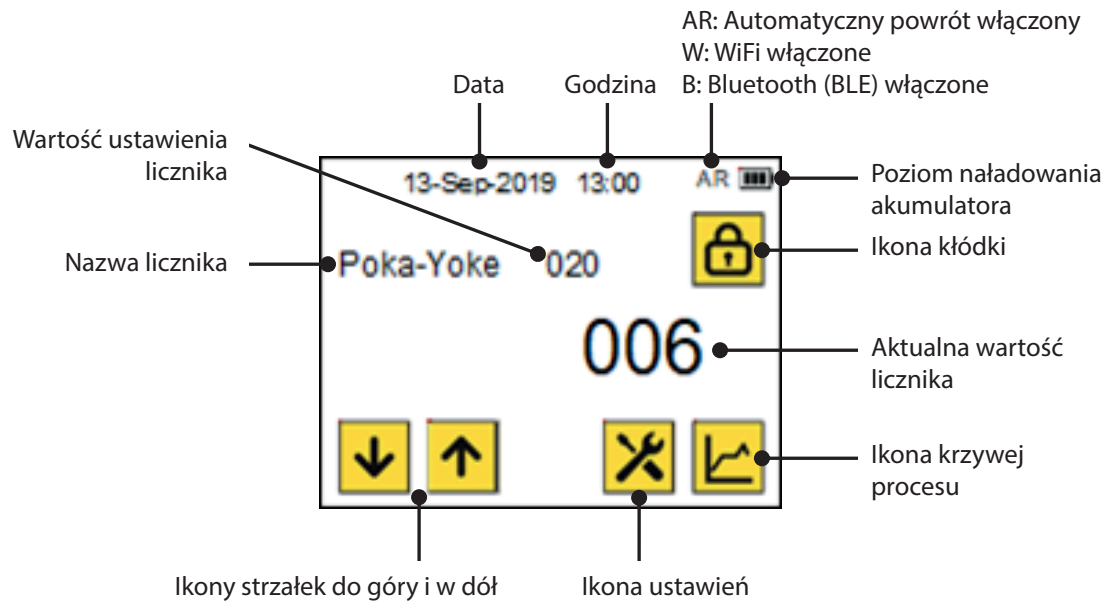 AR: Automatyczny powrót włączony
W: WiFi włączone
Data
Godzina
B: Bluetooth (BLE) włączone
Wartość ustawienia
licznika
13-Sep-2019 13:00 AR
Poziom naładowania
akumulatora
Nazwa licznika
Poka-Yoke 020
Ikona kłódki
006
Aktualna wartość
licznika
Ikona krzywej
procesu
Ikony strzałek do góry i w dół
Ikona ustawień